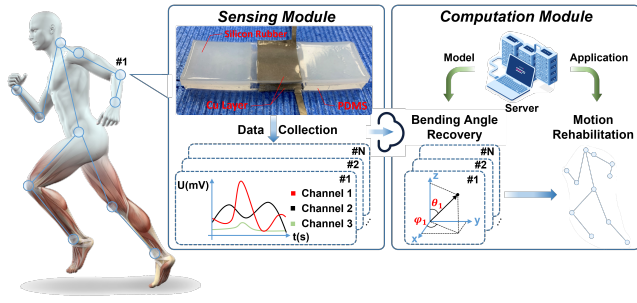 Sensing Module
Computation Module
#1
Silicon Rubber
Cu Layer
PDMS
Data Collection
#N
#2
#1
U(mV)
Channel 1
Channel 2
Channel 3
t(s)
Model
Application
Server
Bending Angle
Recovery
Motion
Rehabilitation
#N
#2
#1
z
θ₁
φ₁
y
x